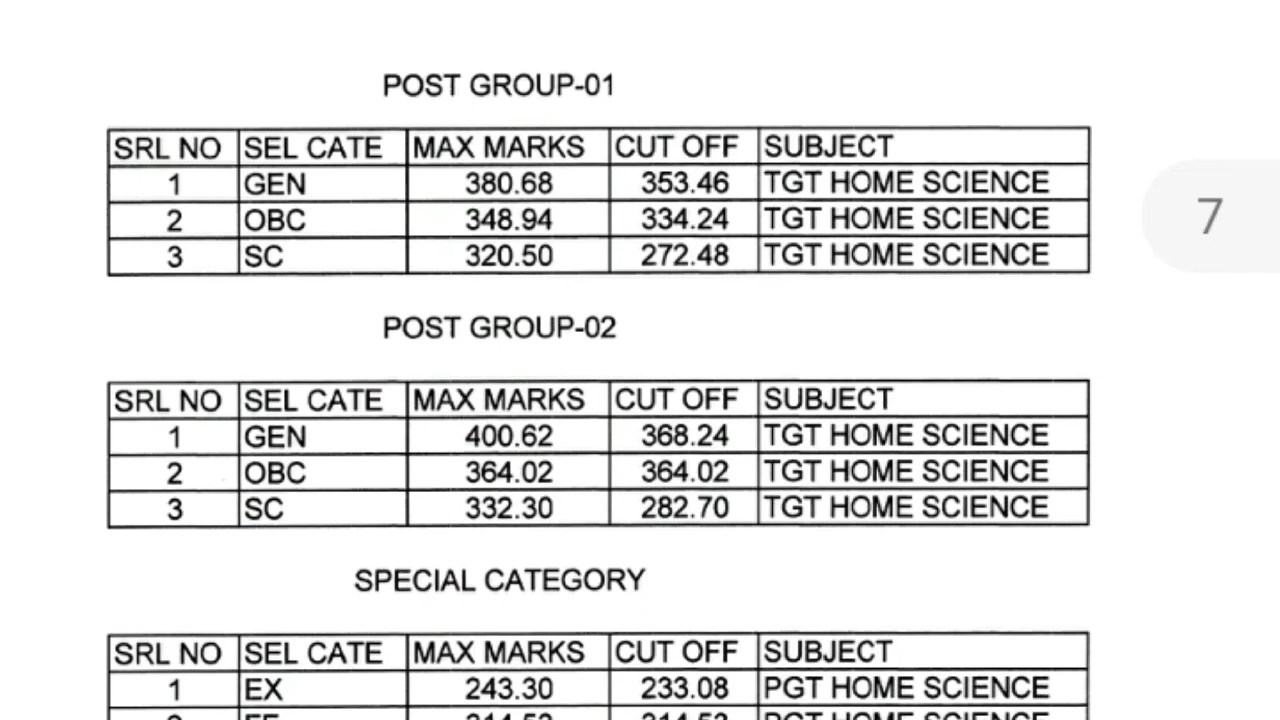 POST GROUP-01
SRL NO SEL CATE MAX MARKS CUT OFF SUBJECT
1 GEN 380.68 353.46 TGT HOME SCIENCE
2 OBC 348.94 334.24 TGT HOME SCIENCE
3 SC 320.50 272.48 TGT HOME SCIENCE
7
POST GROUP-02
SRL NO SEL CATE MAX MARKS CUT OFF SUBJECT
1 GEN 400.62 368.24 TGT HOME SCIENCE
2 OBC 364.02 364.02 TGT HOME SCIENCE
3 SC 332.30 282.70 TGT HOME SCIENCE
SPECIAL CATEGORY
SRL NO SEL CATE MAX MARKS CUT OFF SUBJECT
1 EX 243.30 233.08 PGT HOME SCIENCE